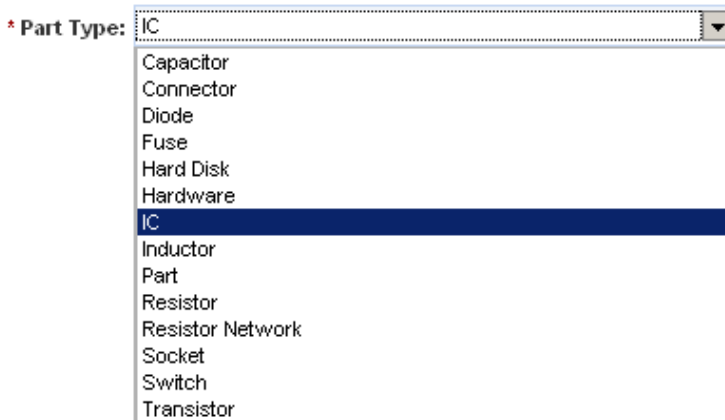 * Part Type: IC
Capacitor
Connector
Diode
Fuse
Hard Disk
Hardware
IC
Inductor
Part
Resistor
Resistor Network
Socket
Switch
Transistor